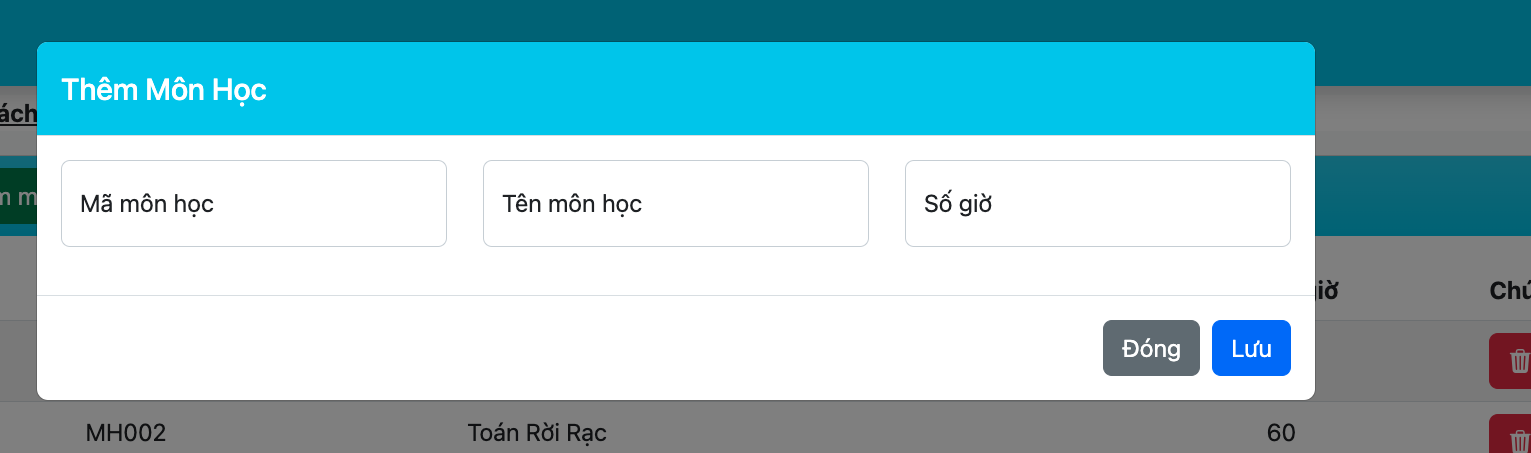 Thêm Môn Học
Mã môn học
Tên môn học
Số giờ
Đóng
Lưu
MH002
Toán Rời Rạc
60